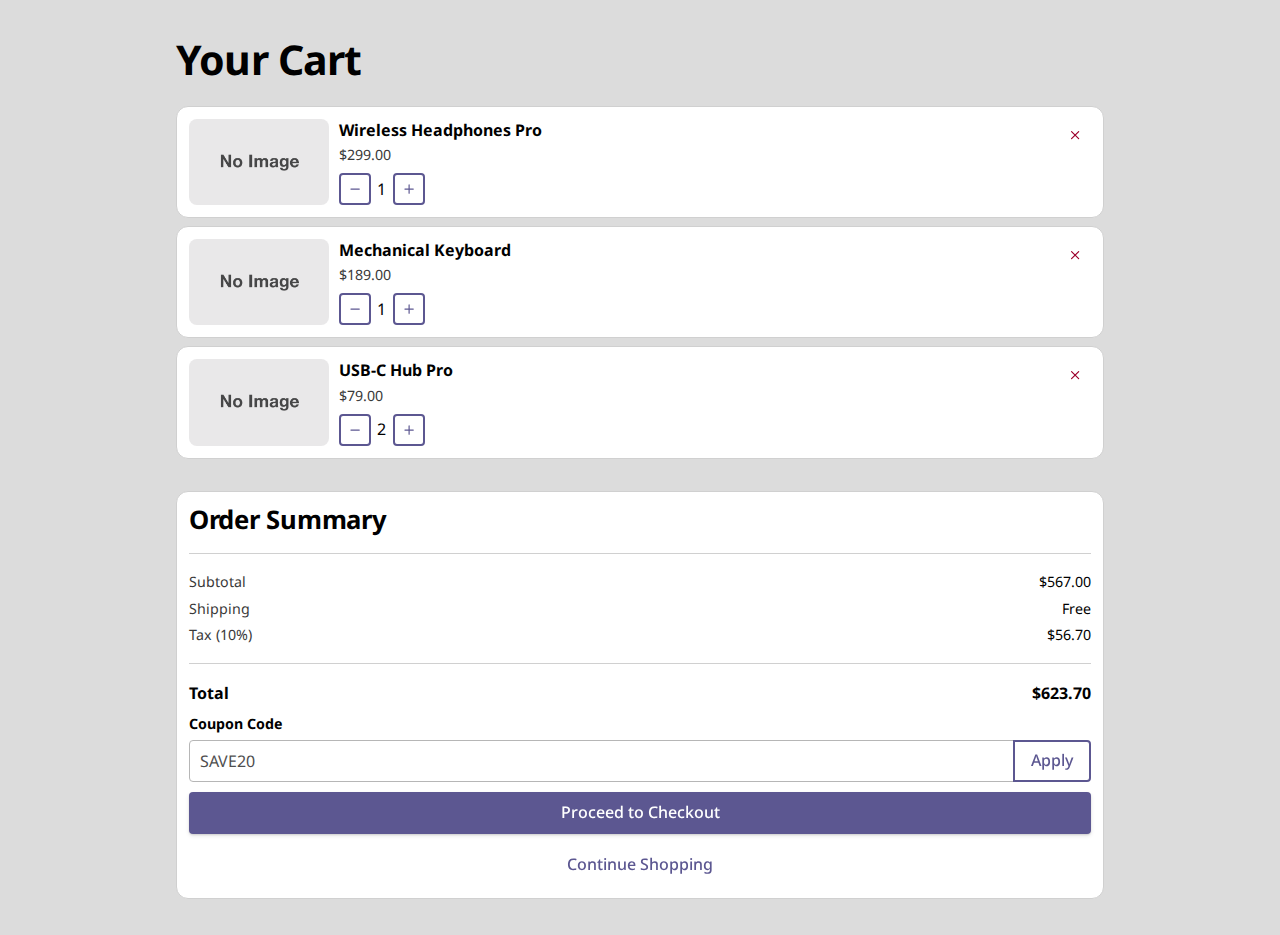 Your Cart
No Image
Wireless Headphones Pro
$299.00
− 1 +
No Image
Mechanical Keyboard
$189.00
− 1 +
No Image
USB-C Hub Pro
$79.00
− 2 +
Order Summary
Subtotal $567.00
Shipping Free
Tax (10%) $56.70
Total $623.70
Coupon Code
SAVE20 Apply
Proceed to Checkout
Continue Shopping